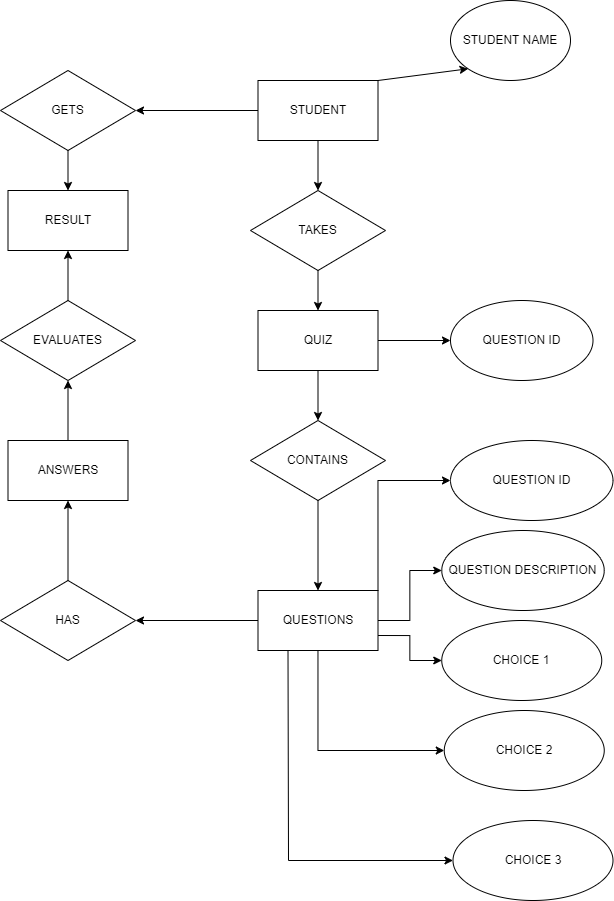 STUDENT NAME
GETS
STUDENT
RESULT
TAKES
EVALUATES
QUIZ
QUESTION ID
ANSWERS
CONTAINS
QUESTION ID
QUESTION DESCRIPTION
HAS
QUESTIONS
CHOICE 1
CHOICE 2
CHOICE 3